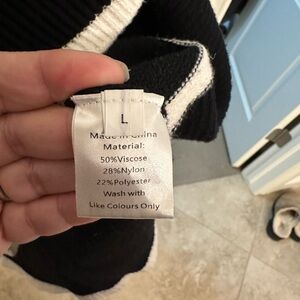 L
Made in China
Material:
50%Viscose
28%Nylon
22%Polyester
Wash with
Like Colours Only